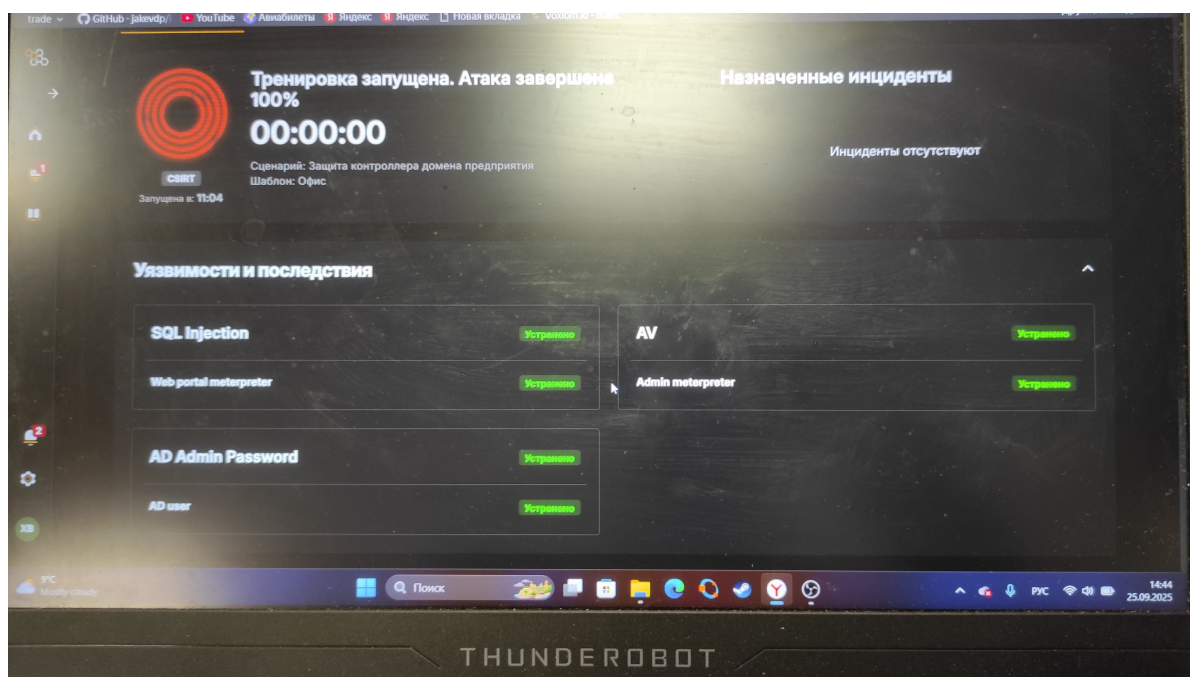 trade
GitHub - jakevdp/
YouTube
Авиабилеты
Яндекс
Яндекс
Новая вкладка
Тренировка запущена. Атака завершена
100%
00:00:00
Сценарий: Защита контроллера домена предприятия
Шаблон: Офис
CSIRT
Запущена в: 11:04
Назначенные инциденты
Инциденты отсутствуют
1
Уязвимости и последствия
SQL Injection
Устранено
Web portal meterpreter
Устранено
AV
Устранено
Admin meterpreter
Устранено
AD Admin Password
Устранено
AD user
Устранено
2
XB
9°C
Mostly cloudy
Поиск
РУС
14:44
25.09.2025
THUNDEROBOT